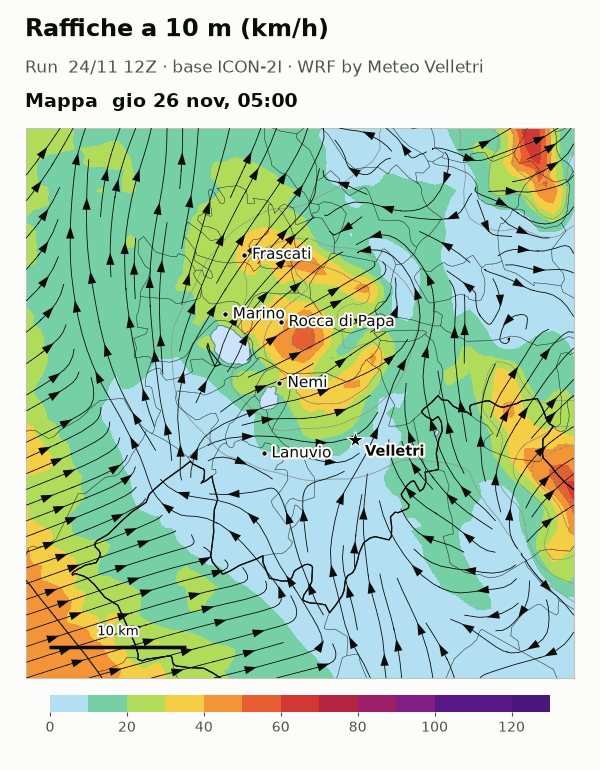 Raffiche a 10 m (km/h)
Run  24/11 12Z · base ICON-2I · WRF by Meteo Velletri
Mappa  gio 26 nov, 05:00
Frascati
Marino
Rocca di Papa
Nemi
Velletri
Lanuvio
10 km
0 20 40 60 80 100 120